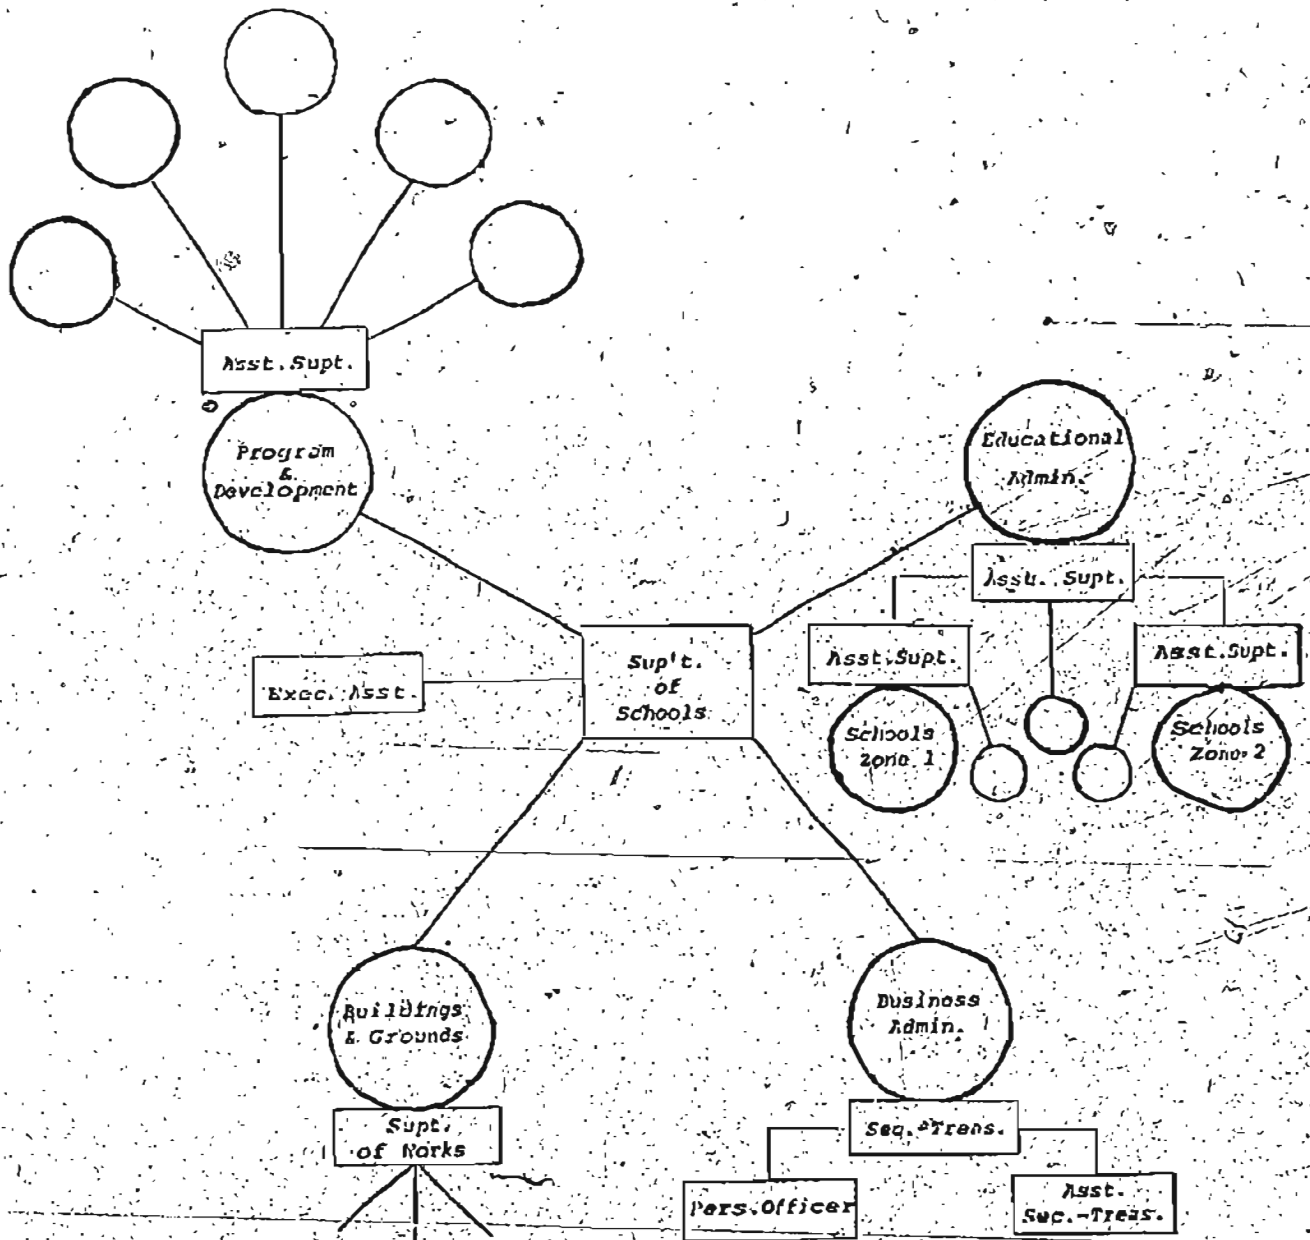 Asst. Supt.
Program
&
Development
Educational
Admin.
Asst. Supt.
Asst. Supt.
Asst. Supt.
Sup't.
of
Schools
Exec. Asst.
Schools
Zone 1
Schools
Zone 2
Buildings
& Grounds
Business
Admin.
Supt.
of Works
Sec.-Treas.
Pers. Officer
Asst.
Sec.-Treas.